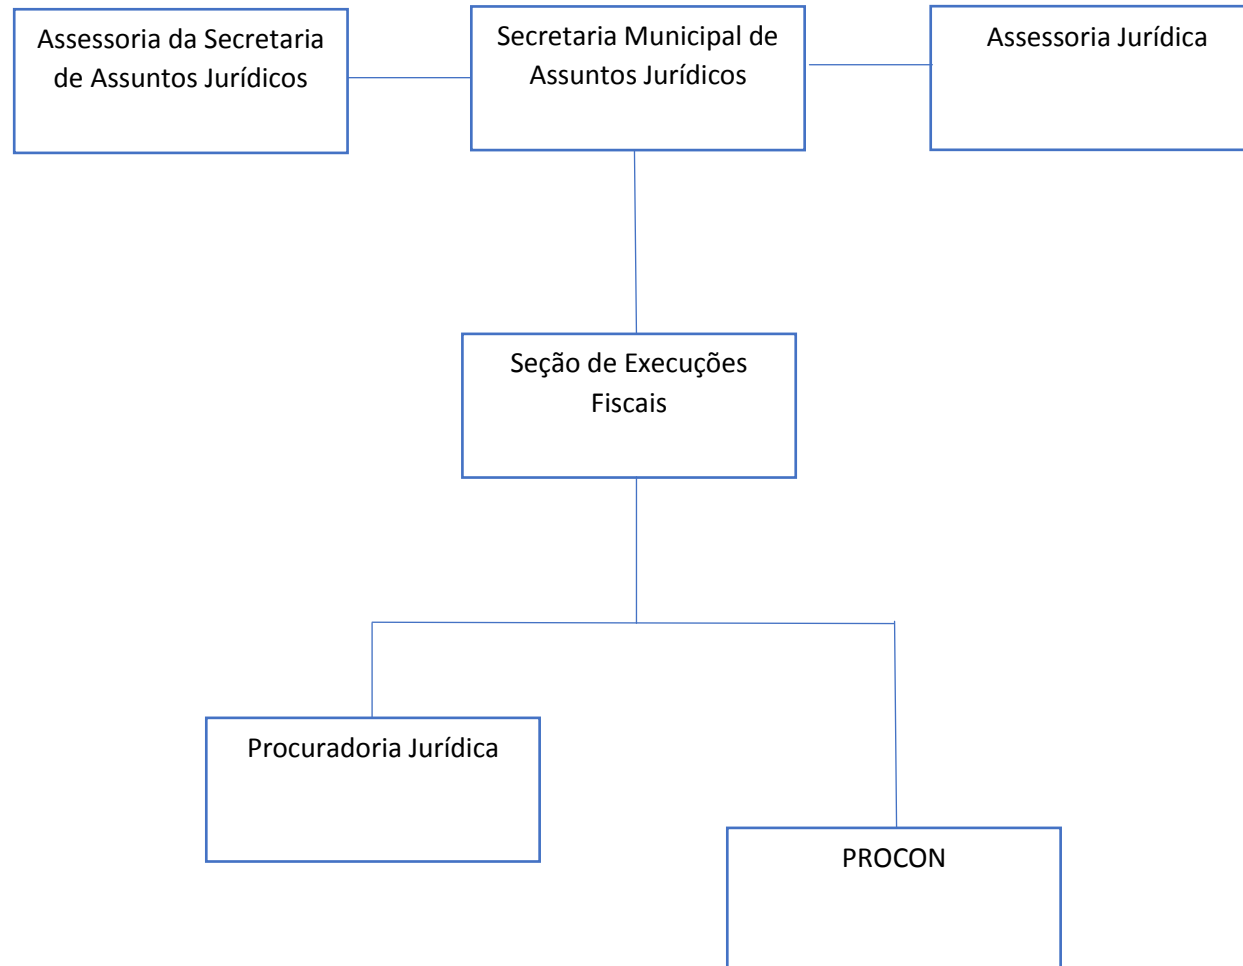 Assessoria da Secretaria
de Assuntos Jurídicos
Secretaria Municipal de
Assuntos Jurídicos
Assessoria Jurídica
Seção de Execuções
Fiscais
Procuradoria Jurídica
PROCON